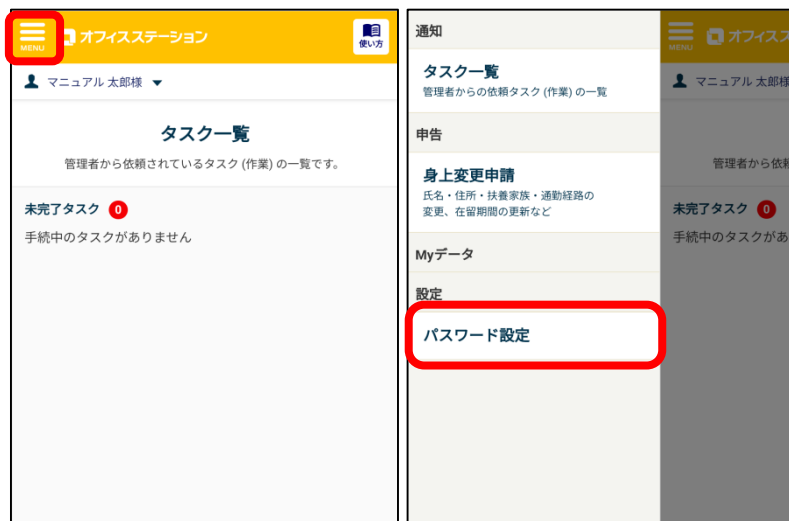 MENU
オフィスステーション
使い方
マニュアル 太郎様
タスク一覧
管理者から依頼されているタスク (作業) の一覧です。
未完了タスク 0
手続中のタスクがありません
通知
タスク一覧
管理者からの依頼タスク (作業) の一覧
申告
身上変更申請
氏名・住所・扶養家族・通勤経路の
変更、在留期間の更新など
Myデータ
設定
パスワード設定
MENU
オフィス
マニュアル 太郎様
管理者から依頼
未完了タスク 0
手続中のタスクがあ